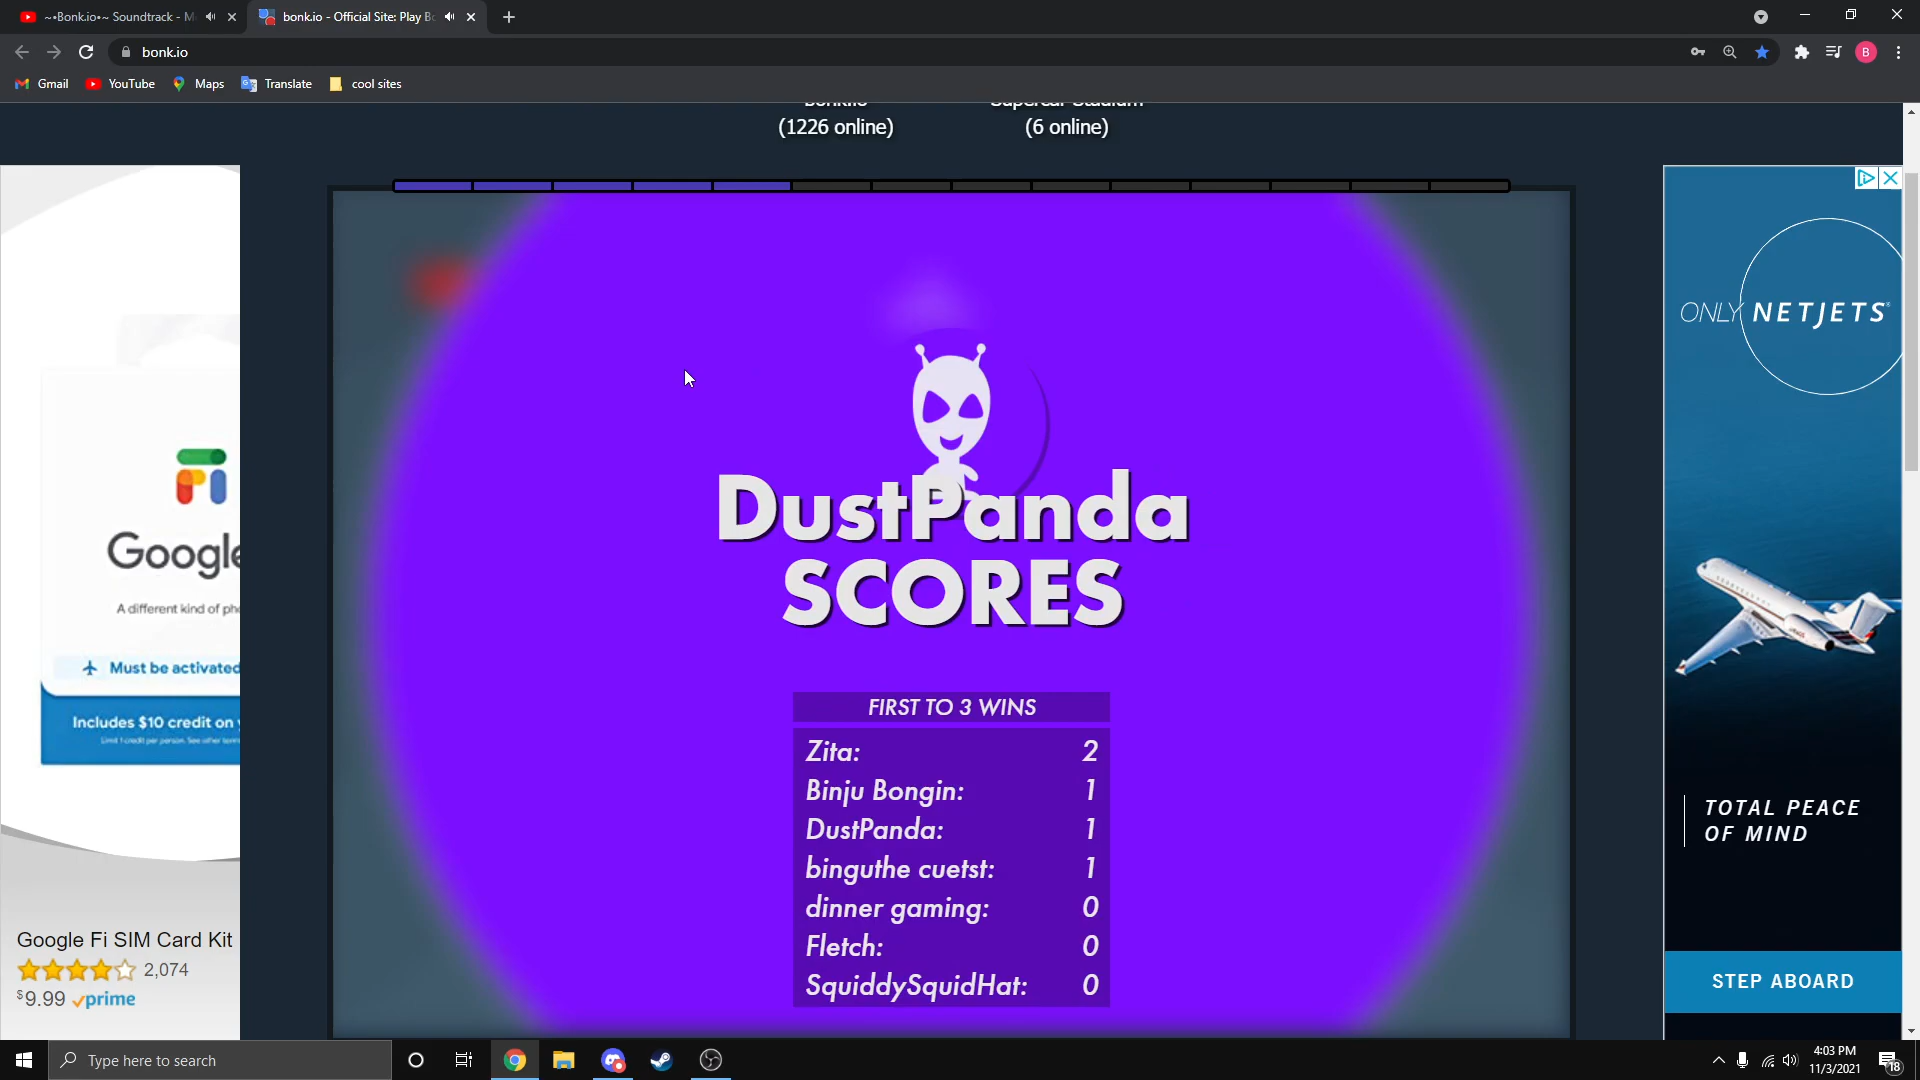 ~•Bonk.io•~ Soundtrack - M
bonk.io - Official Site: Play B
bonk.io
B
Gmail
YouTube
Maps
Translate
cool sites
(1226 online)
(6 online)
DustPanda
SCORES
FIRST TO 3 WINS
Zita: 2
Binju Bongin: 1
DustPanda: 1
binguthe cuetst: 1
dinner gaming: 0
Fletch: 0
SquiddySquidHat: 0
Google
A different kind of
Must be activated
Includes $10 credit on
Google Fi SIM Card Kit
2,074
$9.99 prime
ONLY NETJETS
TOTAL PEACE
OF MIND
STEP ABOARD
Type here to search
4:03 PM
11/3/2021
18